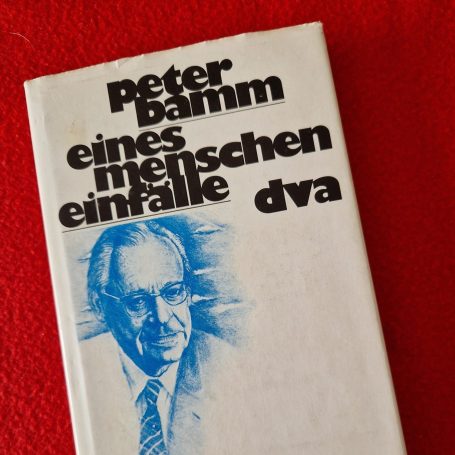 peter
bamm
eines
menschen
einfälle
dva